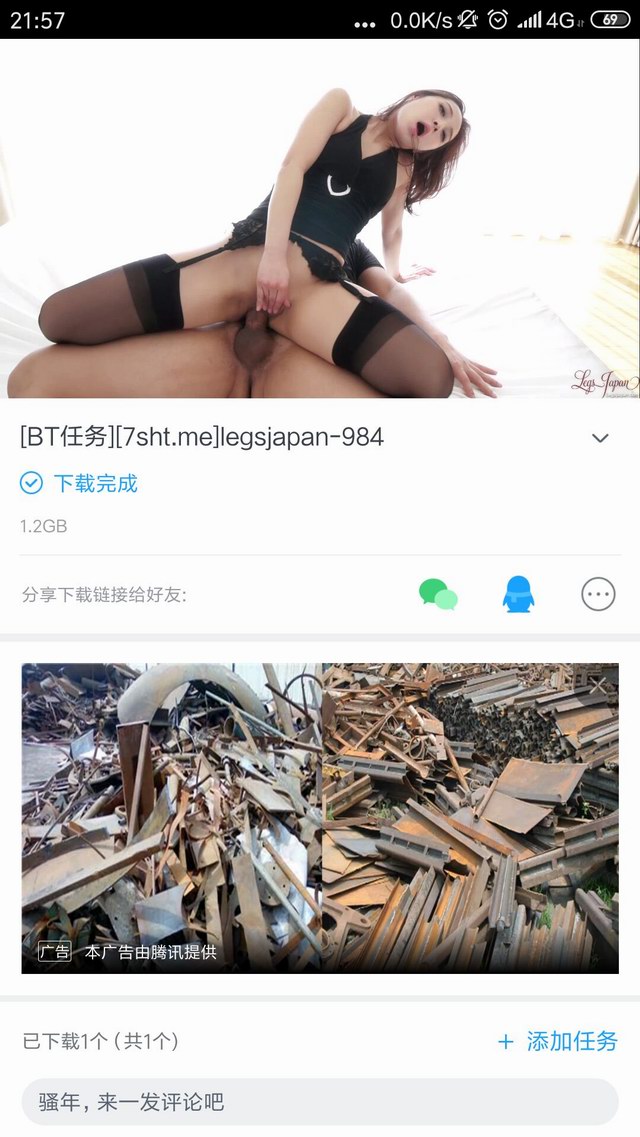 21:57 ... 0.0K/s 4G 69
Legs Japan
[BT任务][7sht.me]legsjapan-984
下载完成
1.2GB
分享下载链接给好友:
广告 本广告由腾讯提供
已下载1个 (共1个)
+ 添加任务
骚年，来一发评论吧